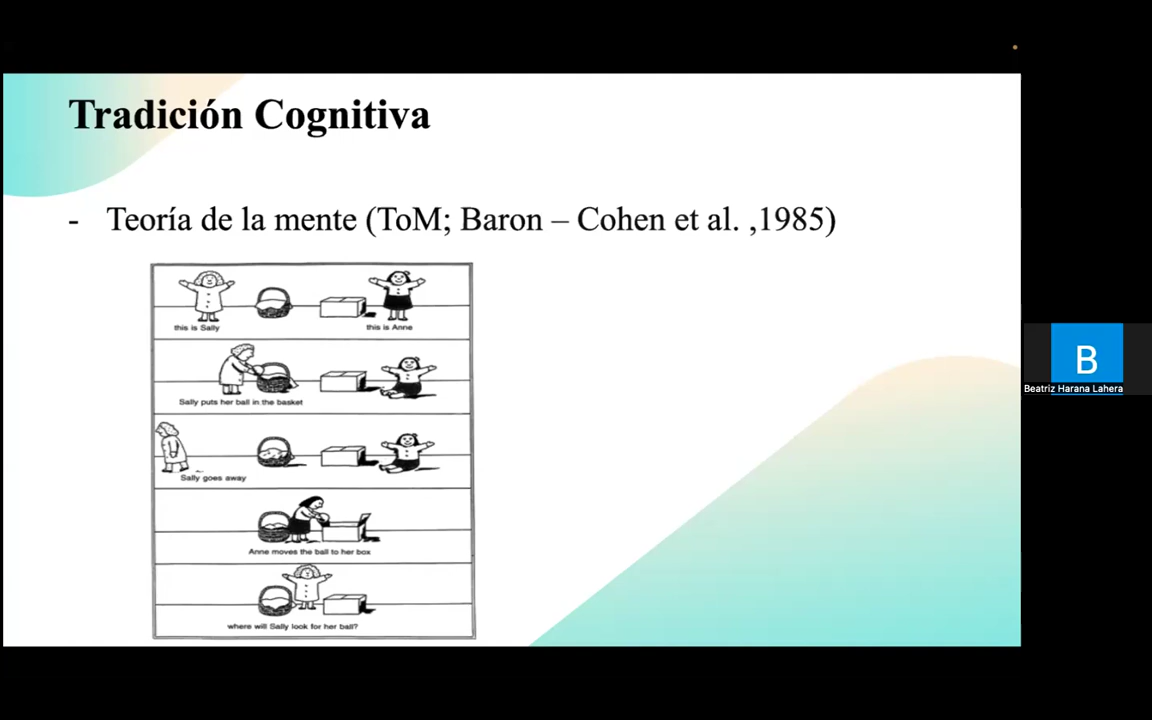 Tradición Cognitiva
- Teoría de la mente (ToM; Baron – Cohen et al. ,1985)
this is Sally
this is Anne
Sally puts her ball in the basket
Sally goes away
Anne moves the ball to her box
where will Sally look for her ball?
B
Beatriz Harana Lahera